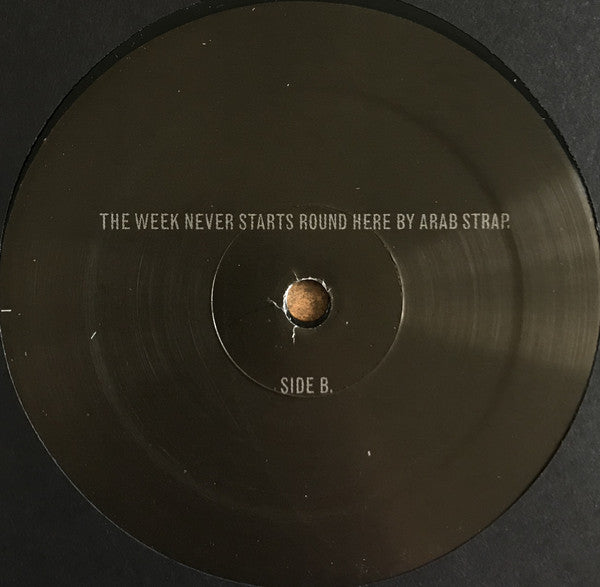 THE WEEK NEVER STARTS ROUND HERE BY ARAB STRAP.
SIDE B.